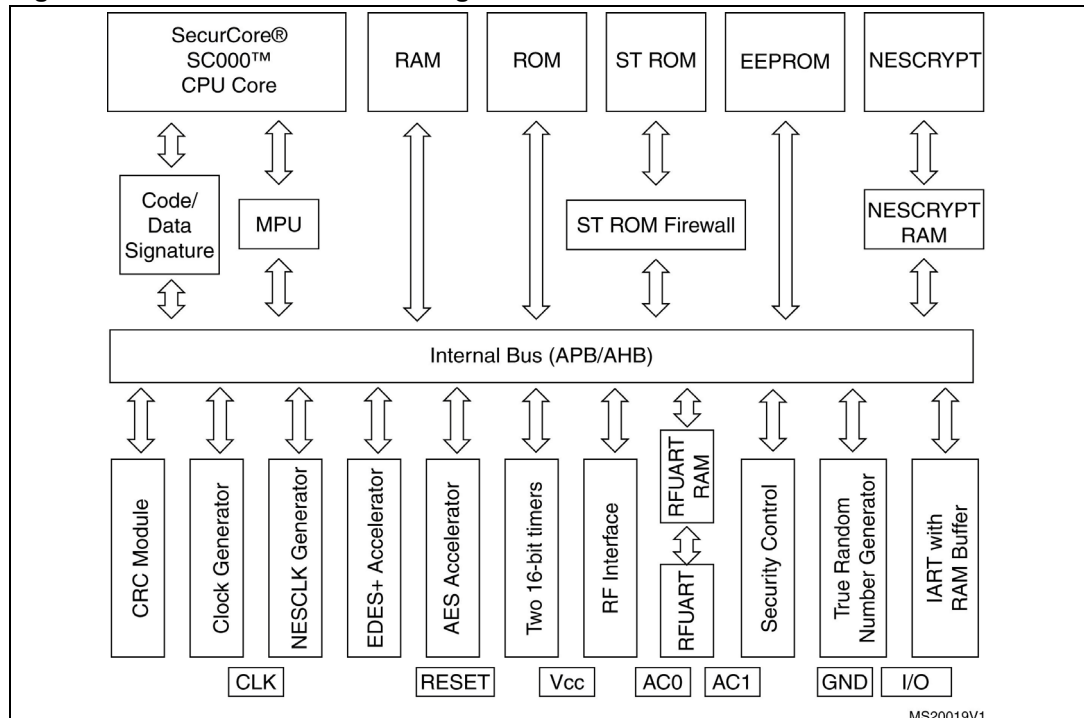 SecurCore®
SC000™
CPU Core
RAM
ROM
ST ROM
EEPROM
NESCRYPT
Code/
Data
Signature
MPU
ST ROM Firewall
NESCRYPT
RAM
Internal Bus (APB/AHB)
CRC Module
Clock Generator
NESCLK Generator
EDES+ Accelerator
AES Accelerator
Two 16-bit timers
RF Interface
RFUART
RAM
RFUART
Security Control
True Random
Number Generator
IART with
RAM Buffer
CLK
RESET
Vcc
AC0
AC1
GND
I/O
MS20019V1